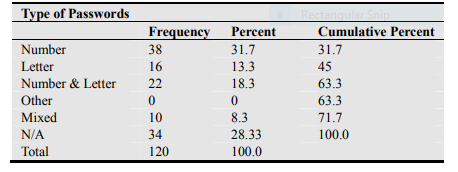 Rectangular Snip
Type of Passwords
Frequency Percent Cumulative Percent
Number 38 31.7 31.7
Letter 16 13.3 45
Number & Letter 22 18.3 63.3
Other 0 0 63.3
Mixed 10 8.3 71.7
N/A 34 28.33 100.0
Total 120 100.0